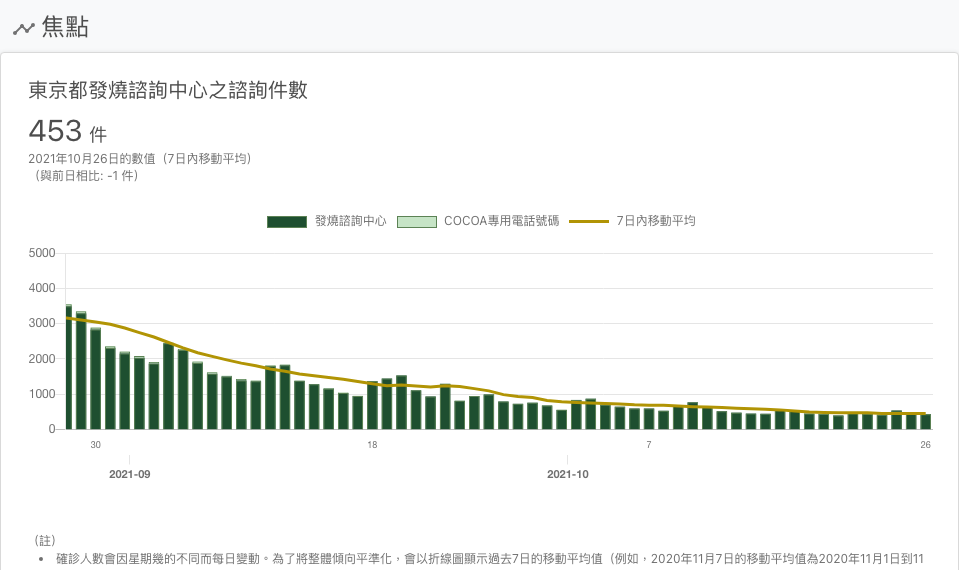 焦點
東京都發燒諮詢中心之諮詢件數
453 件
2021年10月26日的數值（7日內移動平均）
（與前日相比: -1 件）
發燒諮詢中心 COCOA專用電話號碼 7日內移動平均
5000
4000
3000
2000
1000
0
30 18 7 26
2021-09 2021-10
（註）
• 確診人數會因星期幾的不同而每日變動。為了將整體傾向平準化，會以折線圖顯示過去7日的移動平均值（例如，2020年11月7日的移動平均值為2020年11月1日到11